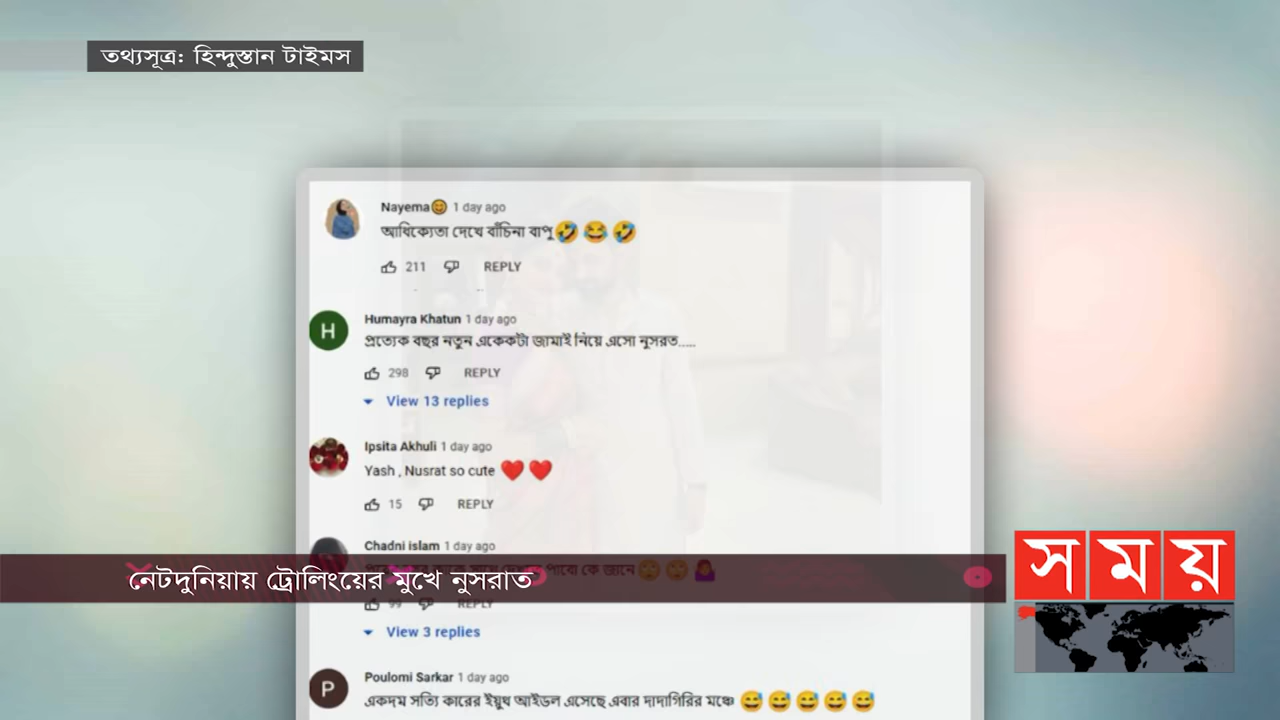 তথ্যসূত্র: হিন্দুস্তান টাইমস
Nayema 1 day ago
আধিক্যেতা দেখে বাঁচিনা বাপু🤣 😂 🤣
211 REPLY
H
Humayra Khatun 1 day ago
প্রত্যেক বছর নতুন একেকটা জামাই নিয়ে এসো নুসরত.....
298 REPLY
View 13 replies
Ipsita Akhuli 1 day ago
Yash , Nusrat so cute ❤️ ❤️
15 REPLY
Chadni islam 1 day ago
পাবো কে জানে
নেটদুনিয়ায় ট্রোলিংয়ের মুখে নুসরাত
99 REPLY
View 3 replies
P
Poulomi Sarkar 1 day ago
একদম সত্যি কারের ইয়ুথ আইডল এসেছে এবার দাদাগিরির মঞ্চে 😅 😅 😅 😅 😅
সময়